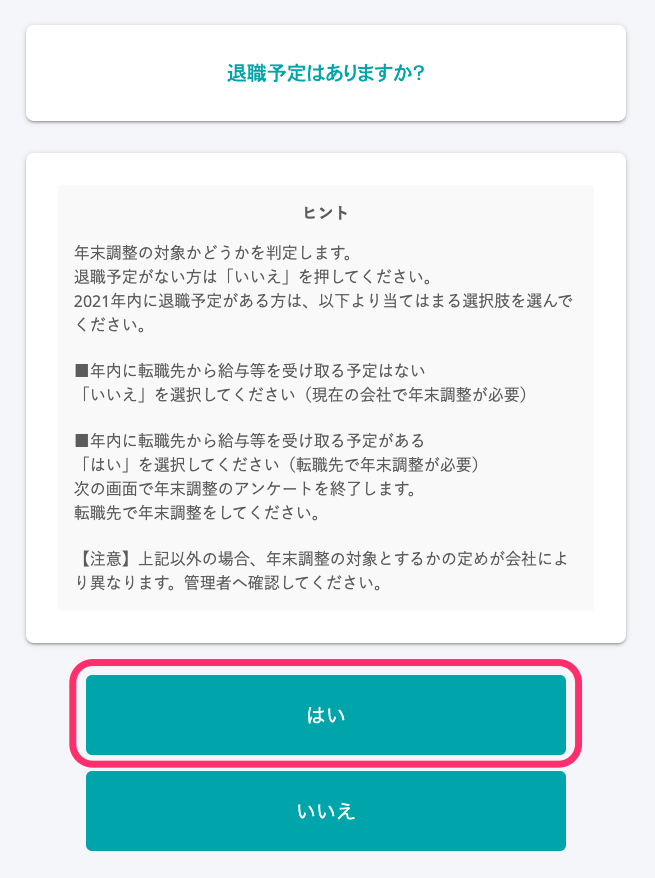 退職予定はありますか?
ヒント
年末調整の対象かどうかを判定します。
退職予定がない方は「いいえ」を押してください。
2021年内に退職予定がある方は、以下より当てはまる選択肢を選んで
ください。
■年内に転職先から給与等を受け取る予定はない
「いいえ」を選択してください（現在の会社で年末調整が必要）
■年内に転職先から給与等を受け取る予定がある
「はい」を選択してください（転職先で年末調整が必要）
次の画面で年末調整のアンケートを終了します。
転職先で年末調整をしてください。
【注意】上記以外の場合、年末調整の対象とするかの定めが会社によ
り異なります。管理者へ確認してください。
はい
いいえ